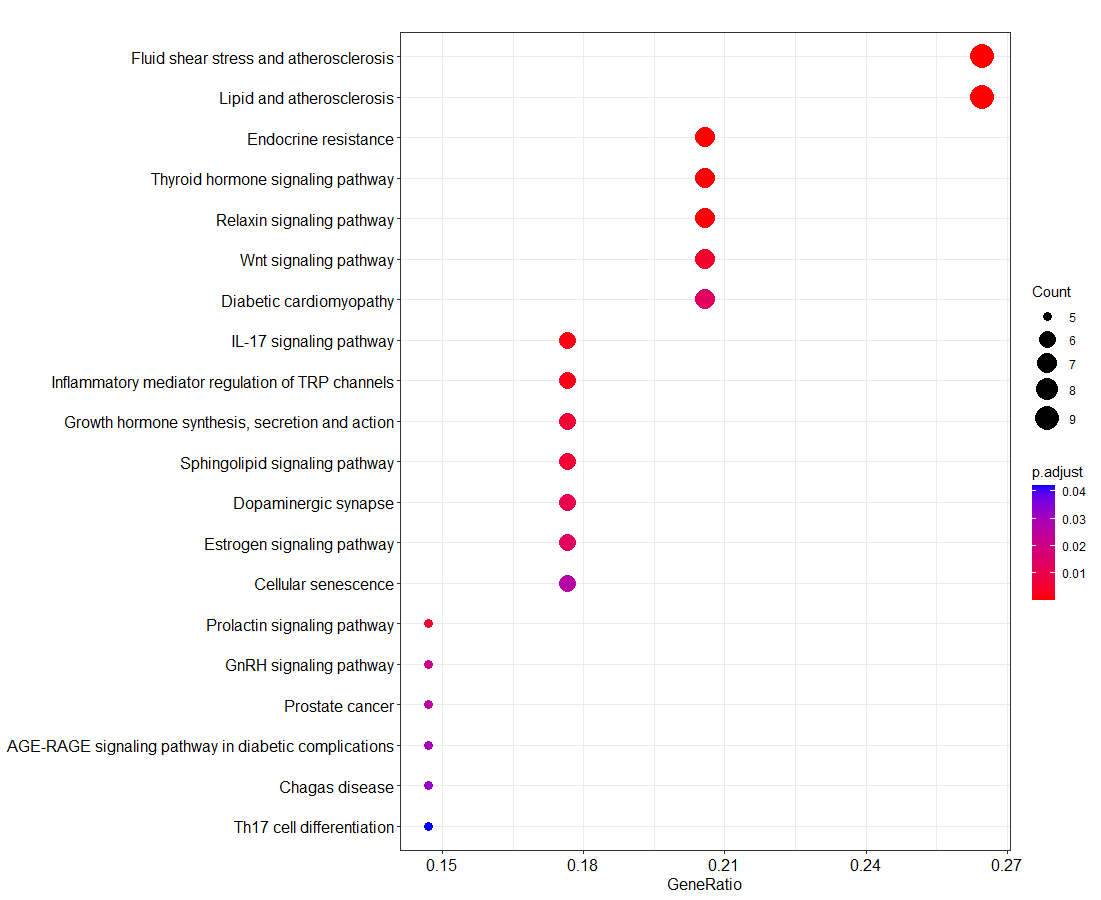 Fluid shear stress and atherosclerosis
Lipid and atherosclerosis
Endocrine resistance
Thyroid hormone signaling pathway
Relaxin signaling pathway
Wnt signaling pathway
Diabetic cardiomyopathy
IL-17 signaling pathway
Inflammatory mediator regulation of TRP channels
Growth hormone synthesis, secretion and action
Sphingolipid signaling pathway
Dopaminergic synapse
Estrogen signaling pathway
Cellular senescence
Prolactin signaling pathway
GnRH signaling pathway
Prostate cancer
AGE-RAGE signaling pathway in diabetic complications
Chagas disease
Th17 cell differentiation
0.15 0.18 0.21 0.24 0.27
GeneRatio
Count
5
6
7
8
9
p.adjust
0.04
0.03
0.02
0.01